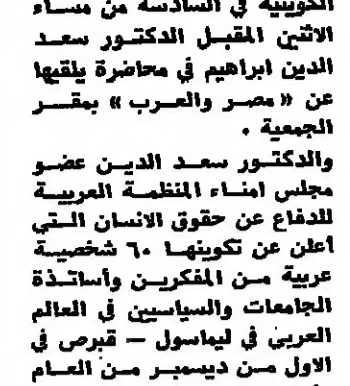 الكويتية في السادسة من مساء
الاثنين المقبل الدكتور سعد
الدين ابراهيم في محاضرة يلقيها
عن « مصر والعرب » بمقر
الجمعية .
والدكتور سعد الدين عضو
مجلس امناء المنظمة العربية
للدفاع عن حقوق الانسان التي
أعلن عن تكوينها ٦٠ شخصية
عربية من المفكرين وأساتذة
الجامعات والسياسيين في العالم
العربي في ليماسول — قبرص في
الاول من ديسمبر من العام